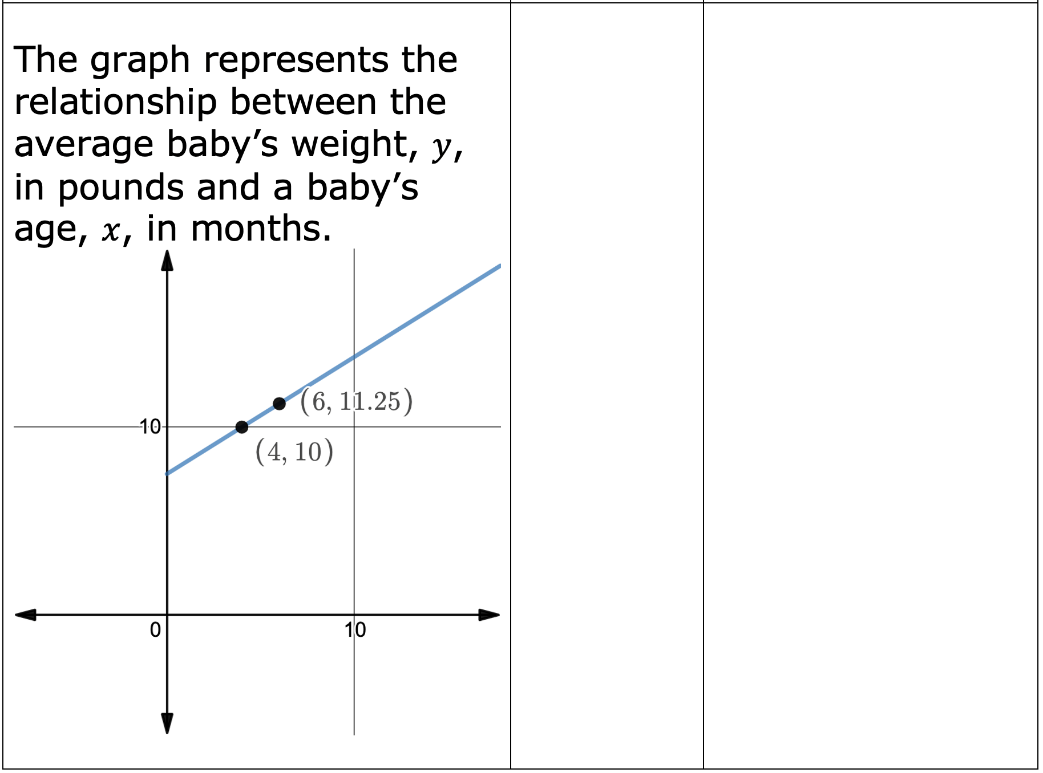 The graph represents the
relationship between the
average baby’s weight, y,
in pounds and a baby’s
age, x, in months.
(6, 11.25)
10
(4, 10)
0
10